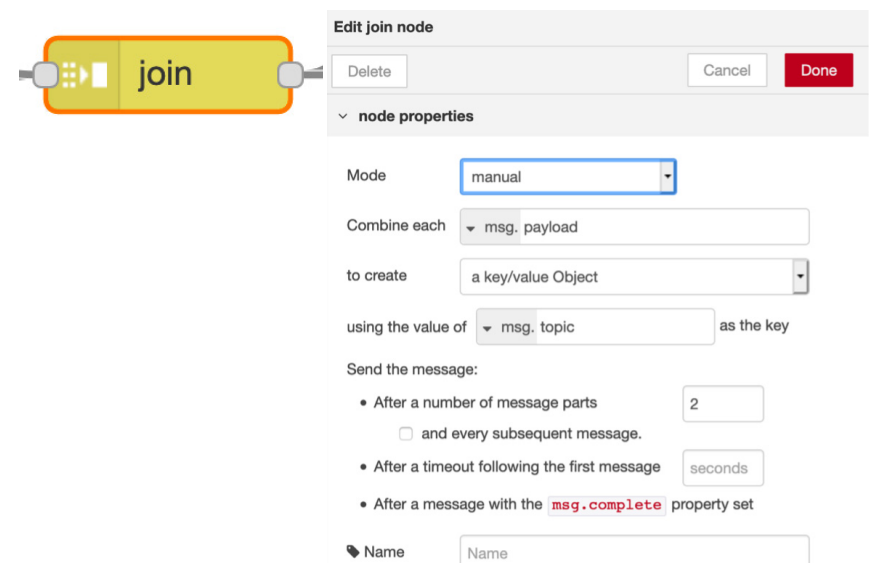 join
Edit join node
Delete
Cancel
Done
node properties
Mode
manual
Combine each
msg. payload
to create
a key/value Object
using the value of
msg. topic
as the key
Send the message:
• After a number of message parts
2
and every subsequent message.
• After a timeout following the first message
seconds
• After a message with the msg.complete property set
Name
Name